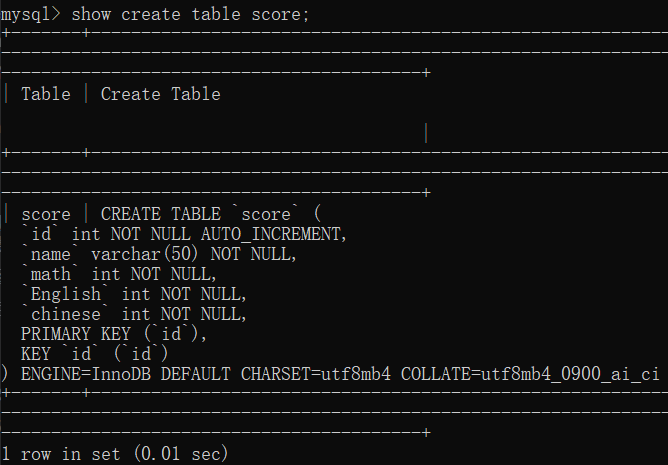 mysql> show create table score;
+-------+----------------------------------------------------------
-------------------------------------------------------------------
------------------------------------------+
| Table | Create Table
|
+-------+----------------------------------------------------------
-------------------------------------------------------------------
------------------------------------------+
| score | CREATE TABLE `score` (
  `id` int NOT NULL AUTO_INCREMENT,
  `name` varchar(50) NOT NULL,
  `math` int NOT NULL,
  `English` int NOT NULL,
  `chinese` int NOT NULL,
  PRIMARY KEY (`id`),
  KEY `id` (`id`)
) ENGINE=InnoDB DEFAULT CHARSET=utf8mb4 COLLATE=utf8mb4_0900_ai_ci
+-------+----------------------------------------------------------
-------------------------------------------------------------------
------------------------------------------+
1 row in set (0.01 sec)